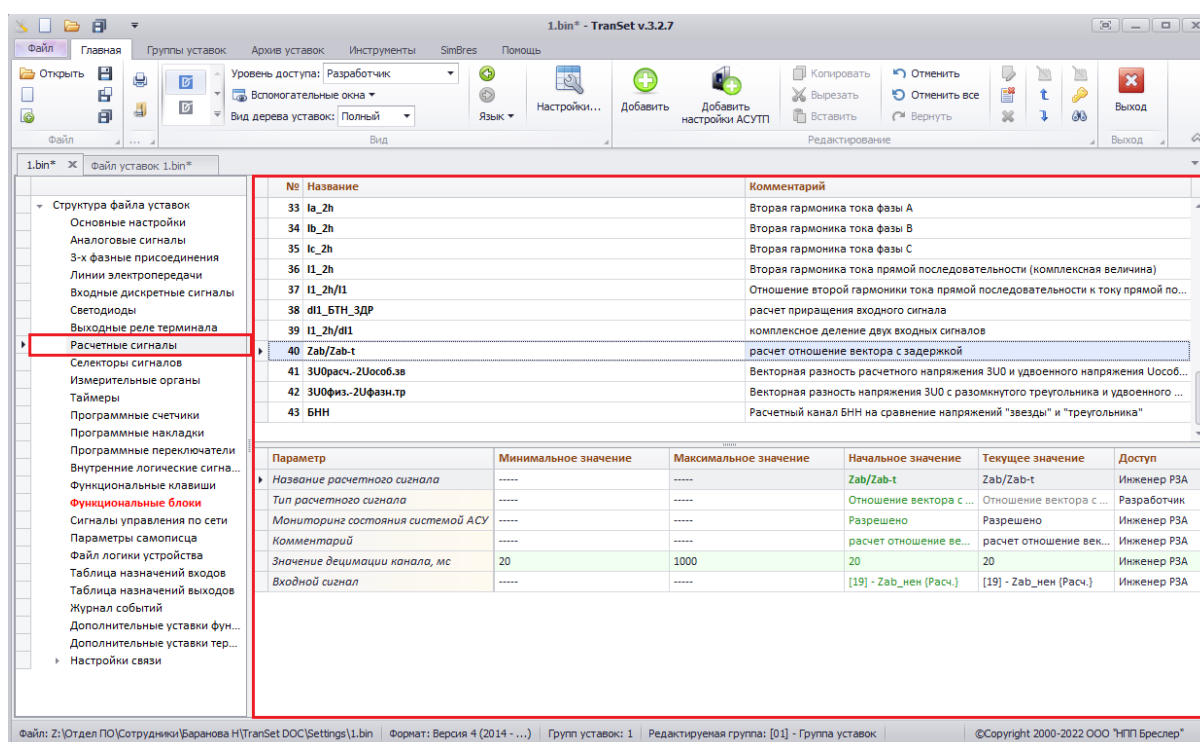 1.bin* - TranSet v.3.2.7
Файл Главная Группы уставок Архив уставок Инструменты SimBres Помощь
Открыть Уровень доступа: Разработчик Копировать Отменить
Вспомогательные окна Настройки... Добавить Добавить настройки АСУТП Вырезать Отменить все Выход
Вид дерева уставок: Полный Язык Вставить Вернуть
Файл ... Вид Редактирование Выход
1.bin* Файл уставок 1.bin*
№ Название Комментарий
Структура файла уставок
Основные настройки
Аналоговые сигналы
3-х фазные присоединения
Линии электропередачи
Входные дискретные сигналы
Светодиоды
Выходные реле терминала
Расчетные сигналы
Селекторы сигналов
Измерительные органы
Таймеры
Программные счетчики
Программные накладки
Программные переключатели
Внутренние логические сигна...
Функциональные клавиши
Функциональные блоки
Сигналы управления по сети
Параметры самописца
Файл логики устройства
Таблица назначений входов
Таблица назначений выходов
Журнал событий
Дополнительные уставки фун...
Дополнительные уставки тер...
Настройки связи
33 Ia_2h Вторая гармоника тока фазы A
34 Ib_2h Вторая гармоника тока фазы B
35 Ic_2h Вторая гармоника тока фазы C
36 I1_2h Вторая гармоника тока прямой последовательности (комплексная величина)
37 I1_2h/I1 Отношение второй гармоники тока прямой последовательности к току прямой по...
38 dI1_БТН_ЗДР расчет приращения входного сигнала
39 I1_2h/dI1 комплексное деление двух входных сигналов
40 Zab/Zab-t расчет отношение вектора с задержкой
41 3U0расч.-2Uособ.зв Векторная разность расчетного напряжения 3U0 и удвоенного напряжения Uособ...
42 3U0физ.-2Uфазн.тр Векторная разность напряжения 3U0 с разомкнутого треугольника и удвоенного ...
43 БНН Расчетный канал БНН на сравнение напряжений "звезды" и "треугольника"
Параметр Минимальное значение Максимальное значение Начальное значение Текущее значение Доступ
Название расчетного сигнала ----- ----- Zab/Zab-t Zab/Zab-t Инженер РЗА
Тип расчетного сигнала ----- ----- Отношение вектора с ... Отношение вектора с ... Разработчик
Мониторинг состояния системой АСУ ----- ----- Разрешено Разрешено Инженер РЗА
Комментарий ----- ----- расчет отношение ве... расчет отношение век... Инженер РЗА
Значение децимации канала, мс 20 1000 20 20 Инженер РЗА
Входной сигнал ----- ----- [19] - Zab_нен {Расч.} [19] - Zab_нен {Расч.} Инженер РЗА
Файл: Z:\Отдел ПО\Сотрудники\Баранова Н\TranSet DOC\Settings\1.bin Формат: Версия 4 (2014 - ...) Групп уставок: 1 Редактируемая группа: [01] - Группа уставок ©Copyright 2000-2022 ООО "НПП Бреслер"